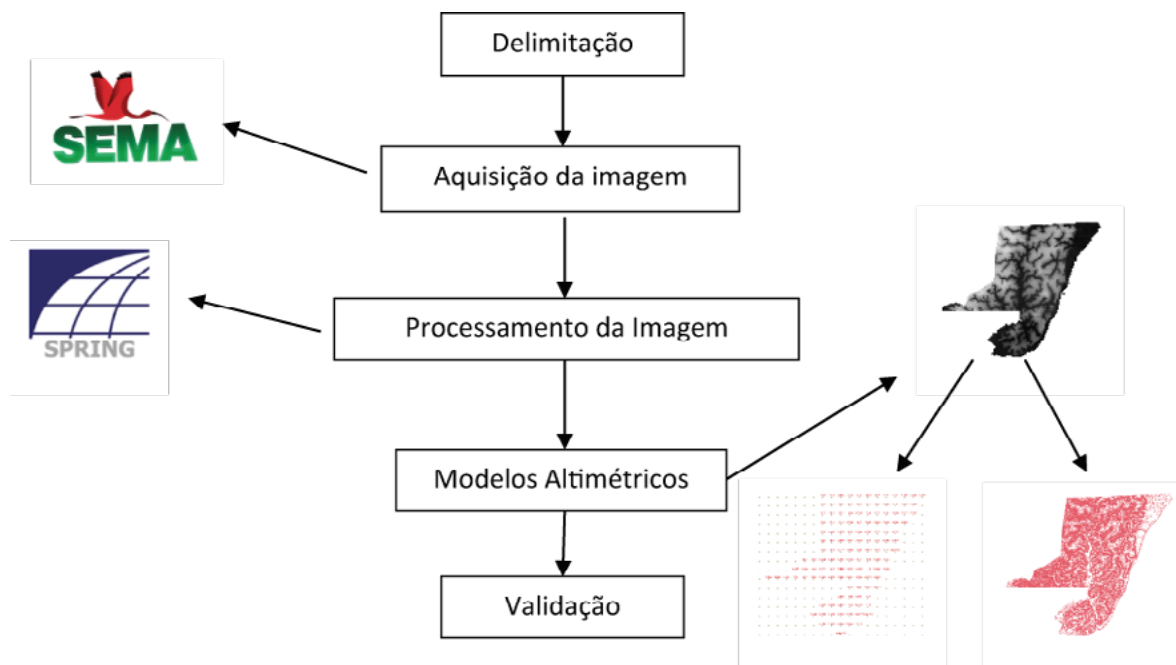 Delimitação
SEMA
Aquisição da imagem
SPRING
Processamento da Imagem
Modelos Altimétricos
Validação